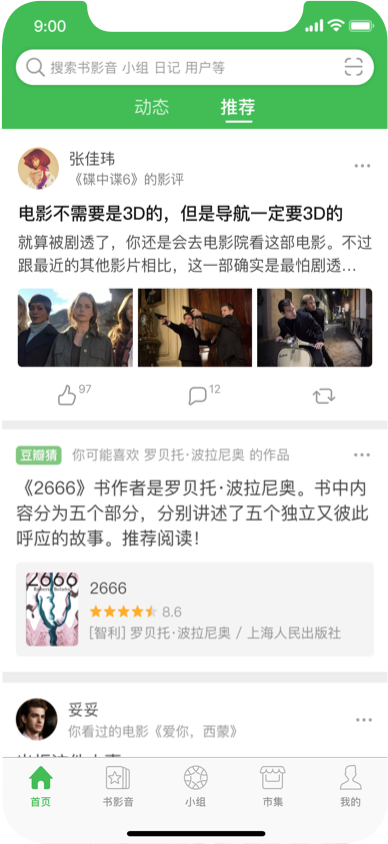 9:00
搜索书影音 小组 日记 用户等
动态 推荐
张佳玮
《碟中谍6》的影评
电影不需要是3D的，但是导航一定要3D的
就算被剧透了，你还是会去电影院看这部电影。不过
跟最近的其他影片相比，这一部确实是最怕剧透...
97 12
豆瓣猜 你可能喜欢 罗贝托·波拉尼奥 的作品
《2666》书作者是罗贝托·波拉尼奥。书中内
容分为五个部分，分别讲述了五个独立又彼此
呼应的故事。推荐阅读！
2666
2666
8.6
[智利] 罗贝托·波拉尼奥 / 上海人民出版社
妥妥
你看过的电影《爱你，西蒙》
首页 书影音 小组 市集 我的